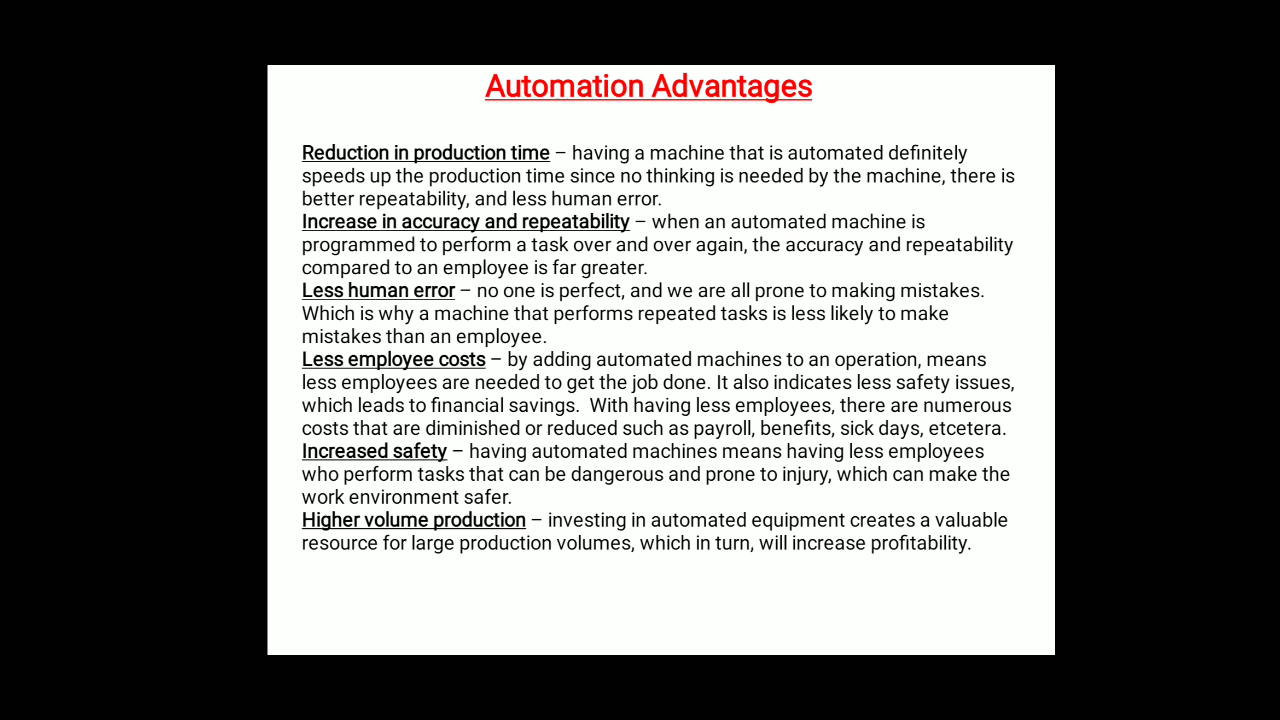 Automation Advantages
Reduction in production time – having a machine that is automated definitely
speeds up the production time since no thinking is needed by the machine, there is
better repeatability, and less human error.
Increase in accuracy and repeatability – when an automated machine is
programmed to perform a task over and over again, the accuracy and repeatability
compared to an employee is far greater.
Less human error – no one is perfect, and we are all prone to making mistakes.
Which is why a machine that performs repeated tasks is less likely to make
mistakes than an employee.
Less employee costs – by adding automated machines to an operation, means
less employees are needed to get the job done. It also indicates less safety issues,
which leads to financial savings.  With having less employees, there are numerous
costs that are diminished or reduced such as payroll, benefits, sick days, etcetera.
Increased safety – having automated machines means having less employees
who perform tasks that can be dangerous and prone to injury, which can make the
work environment safer.
Higher volume production – investing in automated equipment creates a valuable
resource for large production volumes, which in turn, will increase profitability.